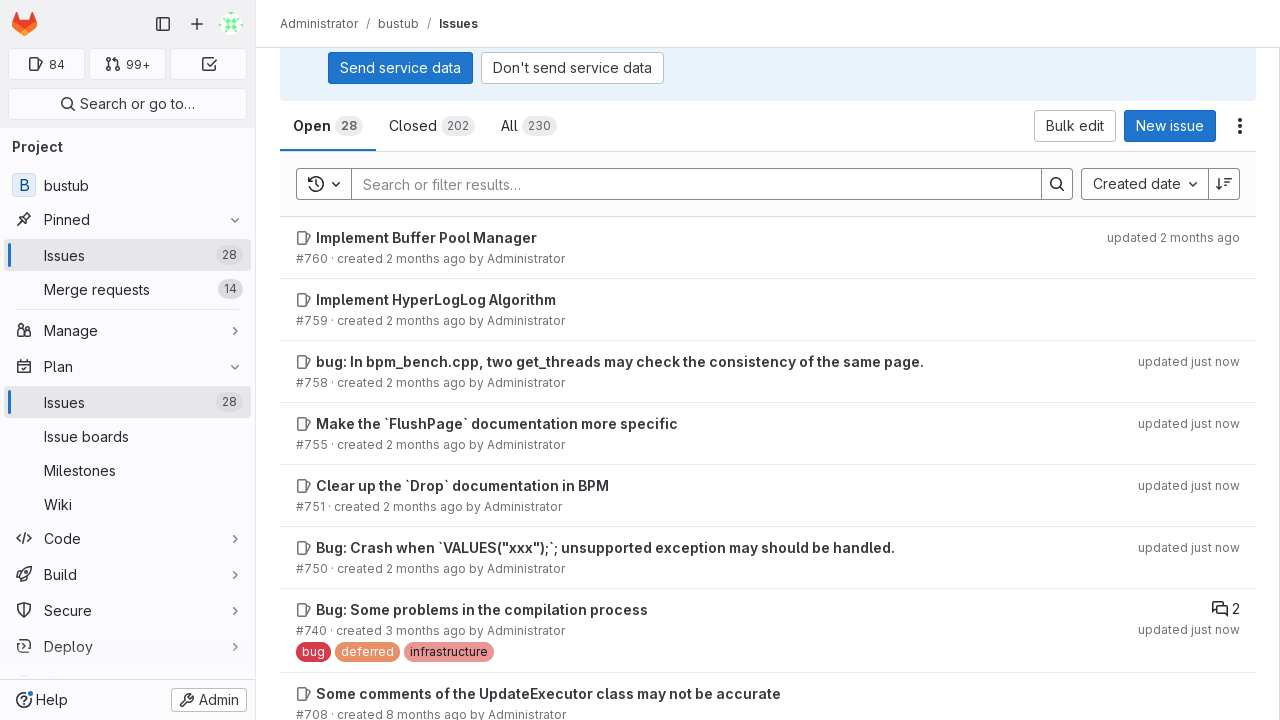 Administrator / bustub / Issues
84
99+
Search or go to…
Project
B bustub
Pinned
Issues 28
Merge requests 14
Manage
Plan
Issues 28
Issue boards
Milestones
Wiki
Code
Build
Secure
Deploy
Help
Admin
Send service data
Don't send service data
Open 28
Closed 202
All 230
Bulk edit
New issue
Search or filter results…
Created date
Implement Buffer Pool Manager
updated 2 months ago
#760 · created 2 months ago by Administrator
Implement HyperLogLog Algorithm
#759 · created 2 months ago by Administrator
bug: In bpm_bench.cpp, two get_threads may check the consistency of the same page.
updated just now
#758 · created 2 months ago by Administrator
Make the `FlushPage` documentation more specific
updated just now
#755 · created 2 months ago by Administrator
Clear up the `Drop` documentation in BPM
updated just now
#751 · created 2 months ago by Administrator
Bug: Crash when `VALUES("xxx");`; unsupported exception may should be handled.
updated just now
#750 · created 2 months ago by Administrator
Bug: Some problems in the compilation process
2
#740 · created 3 months ago by Administrator
updated just now
bug deferred infrastructure
Some comments of the UpdateExecutor class may not be accurate
#708 · created 8 months ago by Administrator